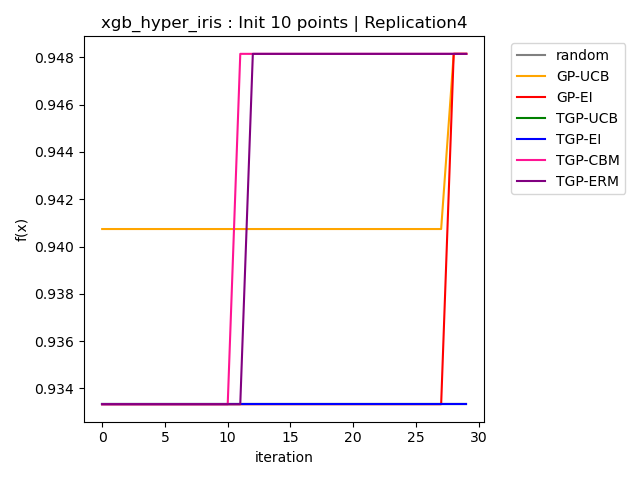 xgb_hyper_iris : Init 10 points | Replication4
f(x)
0.948
0.946
0.944
0.942
0.940
0.938
0.936
0.934
0
5
10
15
20
25
30
iteration
random
GP-UCB
GP-EI
TGP-UCB
TGP-EI
TGP-CBM
TGP-ERM